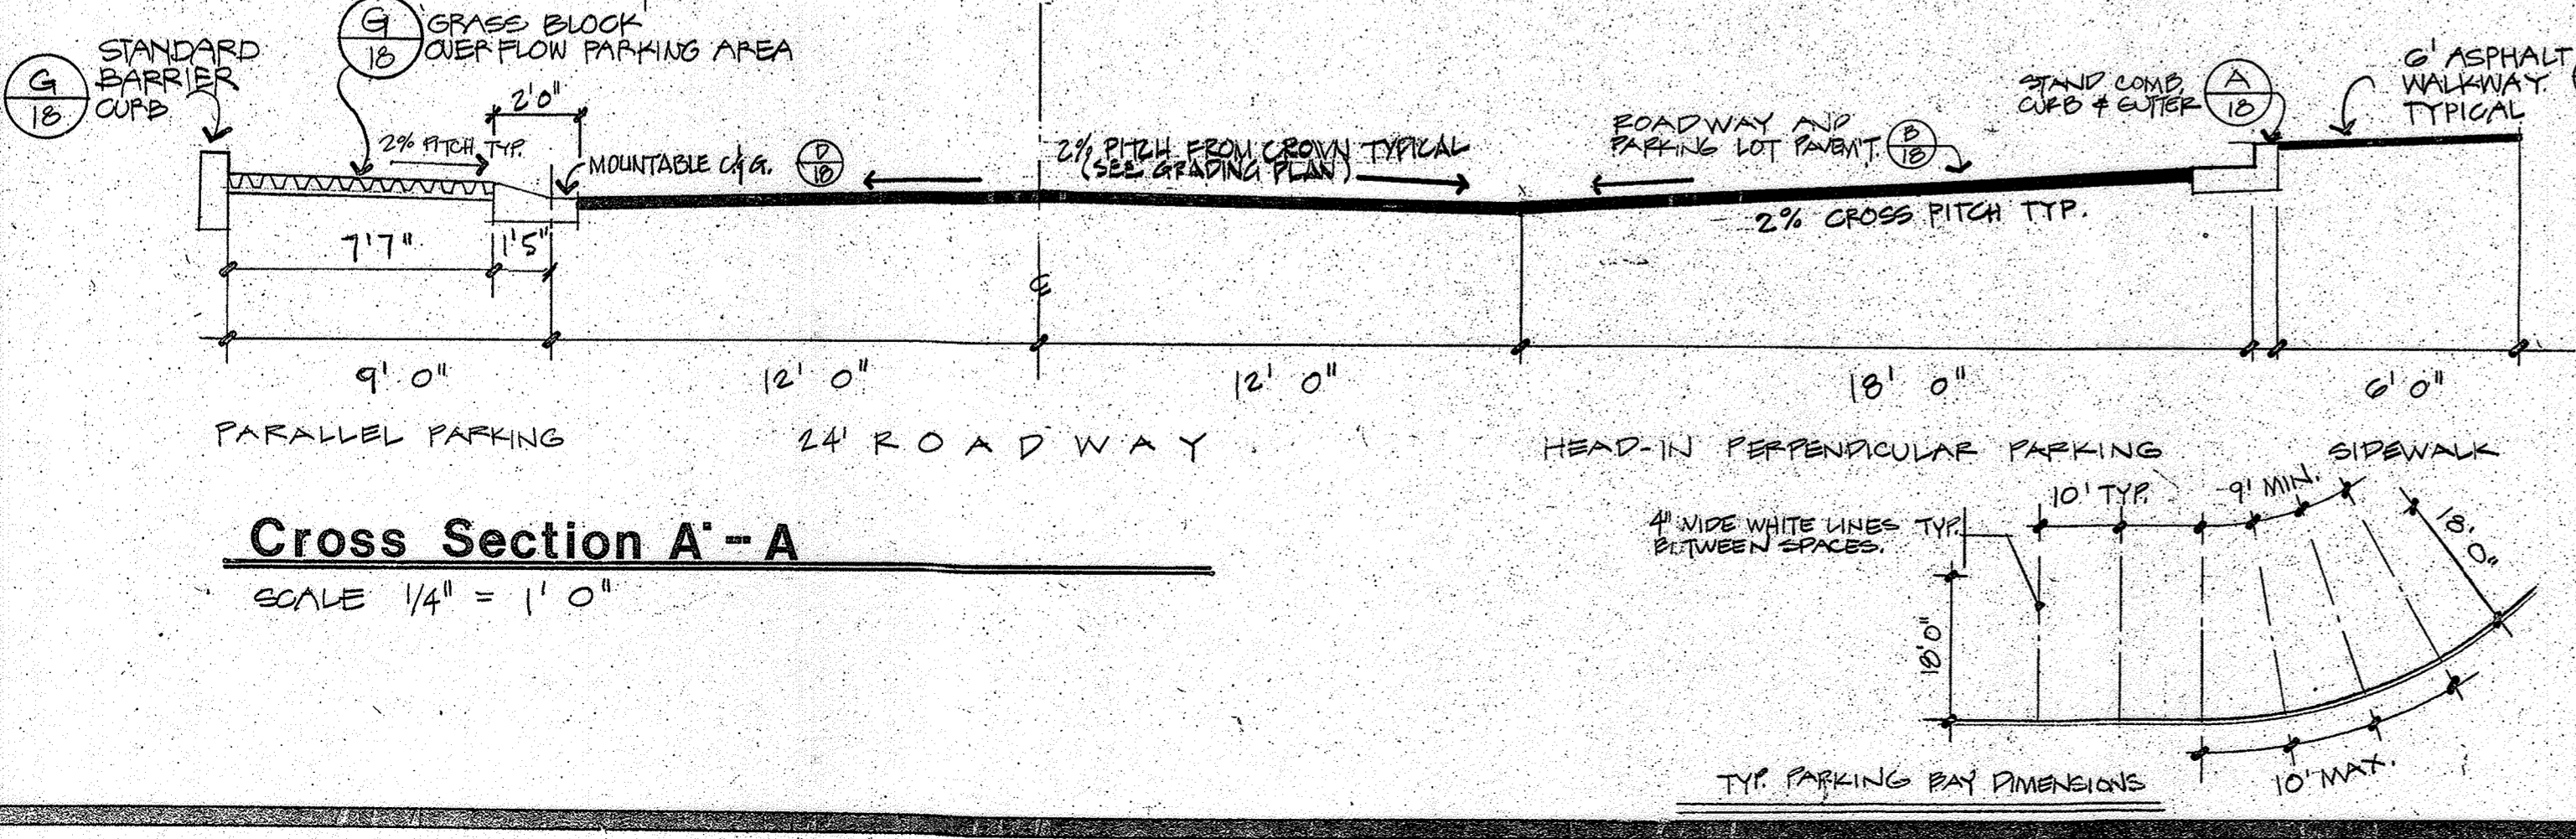 G
18
STANDARD
BARRIER
CURB
G
18
GRASS BLOCK
OVERFLOW PARKING AREA
2'0"
2% PITCH TYP.
MOUNTABLE C.&G.
D
18
2% PITCH FROM CROWN TYPICAL
(SEE GRADING PLAN)
ROADWAY AND
PARKING LOT PAVEM'T.
B
18
STAND COMB.
CURB & GUTTER
A
18
6' ASPHALT
WALKWAY
TYPICAL
2% CROSS PITCH TYP.
7'7"
1'5"
℄
9' 0"
12' 0"
12' 0"
18' 0"
6' 0"
PARALLEL PARKING
24' ROADWAY
HEAD-IN PERPENDICULAR PARKING
SIDEWALK
Cross Section A-A
SCALE 1/4" = 1' 0"
4" WIDE WHITE LINES TYP.
BETWEEN SPACES.
10' TYP.
9' MIN.
18'0"
18'0"
10' MAX.
TYP. PARKING BAY DIMENSIONS